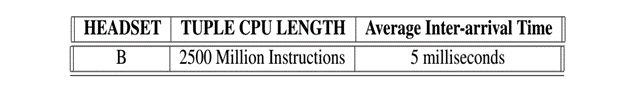 HEADSET TUPLE CPU LENGTH Average Inter-arrival Time
B 2500 Million Instructions 5 milliseconds